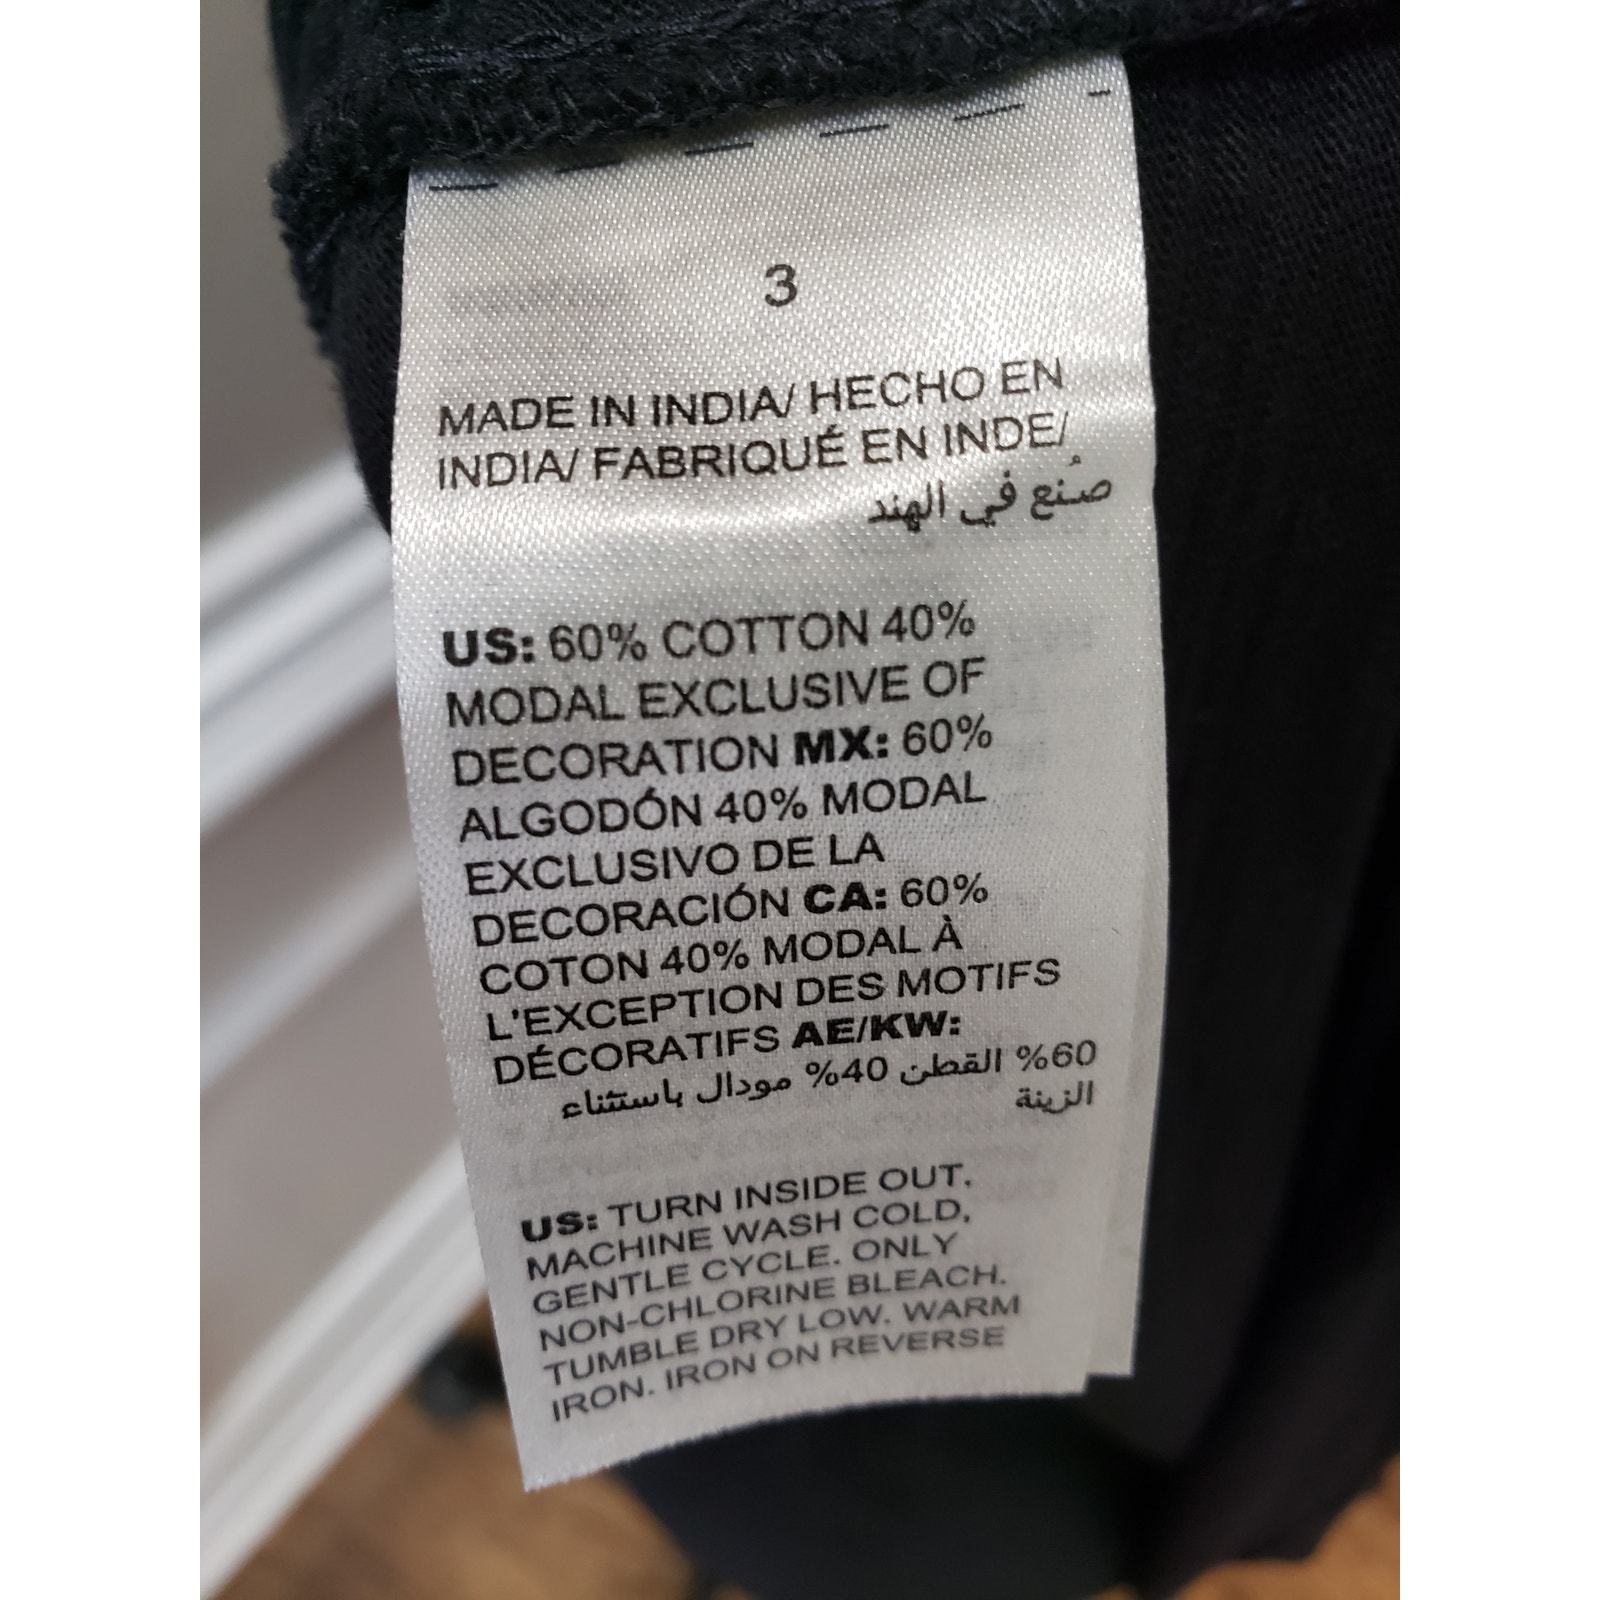 3
MADE IN INDIA/ HECHO EN
INDIA/ FABRIQUÉ EN INDE/
صُنع في الهند
US: 60% COTTON 40%
MODAL EXCLUSIVE OF
DECORATION MX: 60%
ALGODÓN 40% MODAL
EXCLUSIVO DE LA
DECORACIÓN CA: 60%
COTON 40% MODAL À
L'EXCEPTION DES MOTIFS
DÉCORATIFS AE/KW:
60% القطن 40% مودال باستثناء
الزينة
US: TURN INSIDE OUT.
MACHINE WASH COLD,
GENTLE CYCLE. ONLY
NON-CHLORINE BLEACH.
TUMBLE DRY LOW. WARM
IRON. IRON ON REVERSE